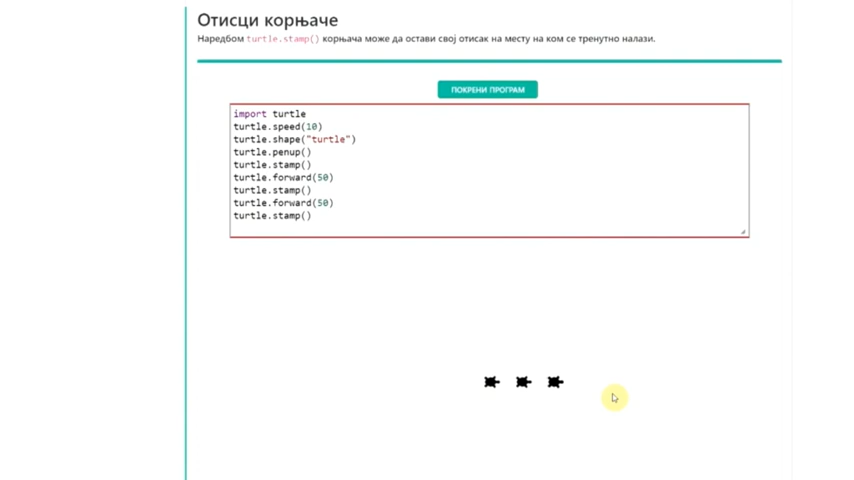 Отисци корњаче
Наредбом turtle.stamp() корњача може да остави свој отисак на месту на ком се тренутно налази.
ПОКРЕНИ ПРОГРАМ
import turtle
turtle.speed(10)
turtle.shape("turtle")
turtle.penup()
turtle.stamp()
turtle.forward(50)
turtle.stamp()
turtle.forward(50)
turtle.stamp()